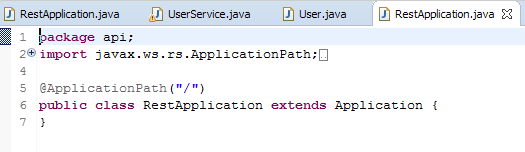 RestApplication.java UserService.java User.java RestApplication.java
1 package api;
2 import javax.ws.rs.ApplicationPath;
4
5 @ApplicationPath("/")
6 public class RestApplication extends Application {
7 }